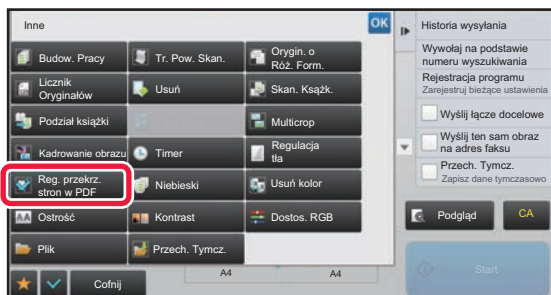 Inne
OK
Budow. Pracy
Tr. Pow. Skan.
Orygin. o
Róż. Form.
Licznik
Oryginałów
Usuń
Skan. Książk.
Podział książki
Multicrop
Kadrowanie obrazu
Timer
Regulacja
tła
Reg. przekrz.
stron w PDF
Niebieski
Usuń kolor
AA Ostrość
Kontrast
Dostos. RGB
Plik
Przech. Tymcz.
Cofnij
A4
A4
Historia wysyłania
Wywołaj na podstawie
numeru wyszukiwania
Rejestracja programu
Zarejestruj bieżące ustawienia
Wyślij łącze docelowe
Wyślij ten sam obraz
na adres faksu
Przech. Tymcz.
Zapisz dane tymczasowo
Podgląd
CA
Start